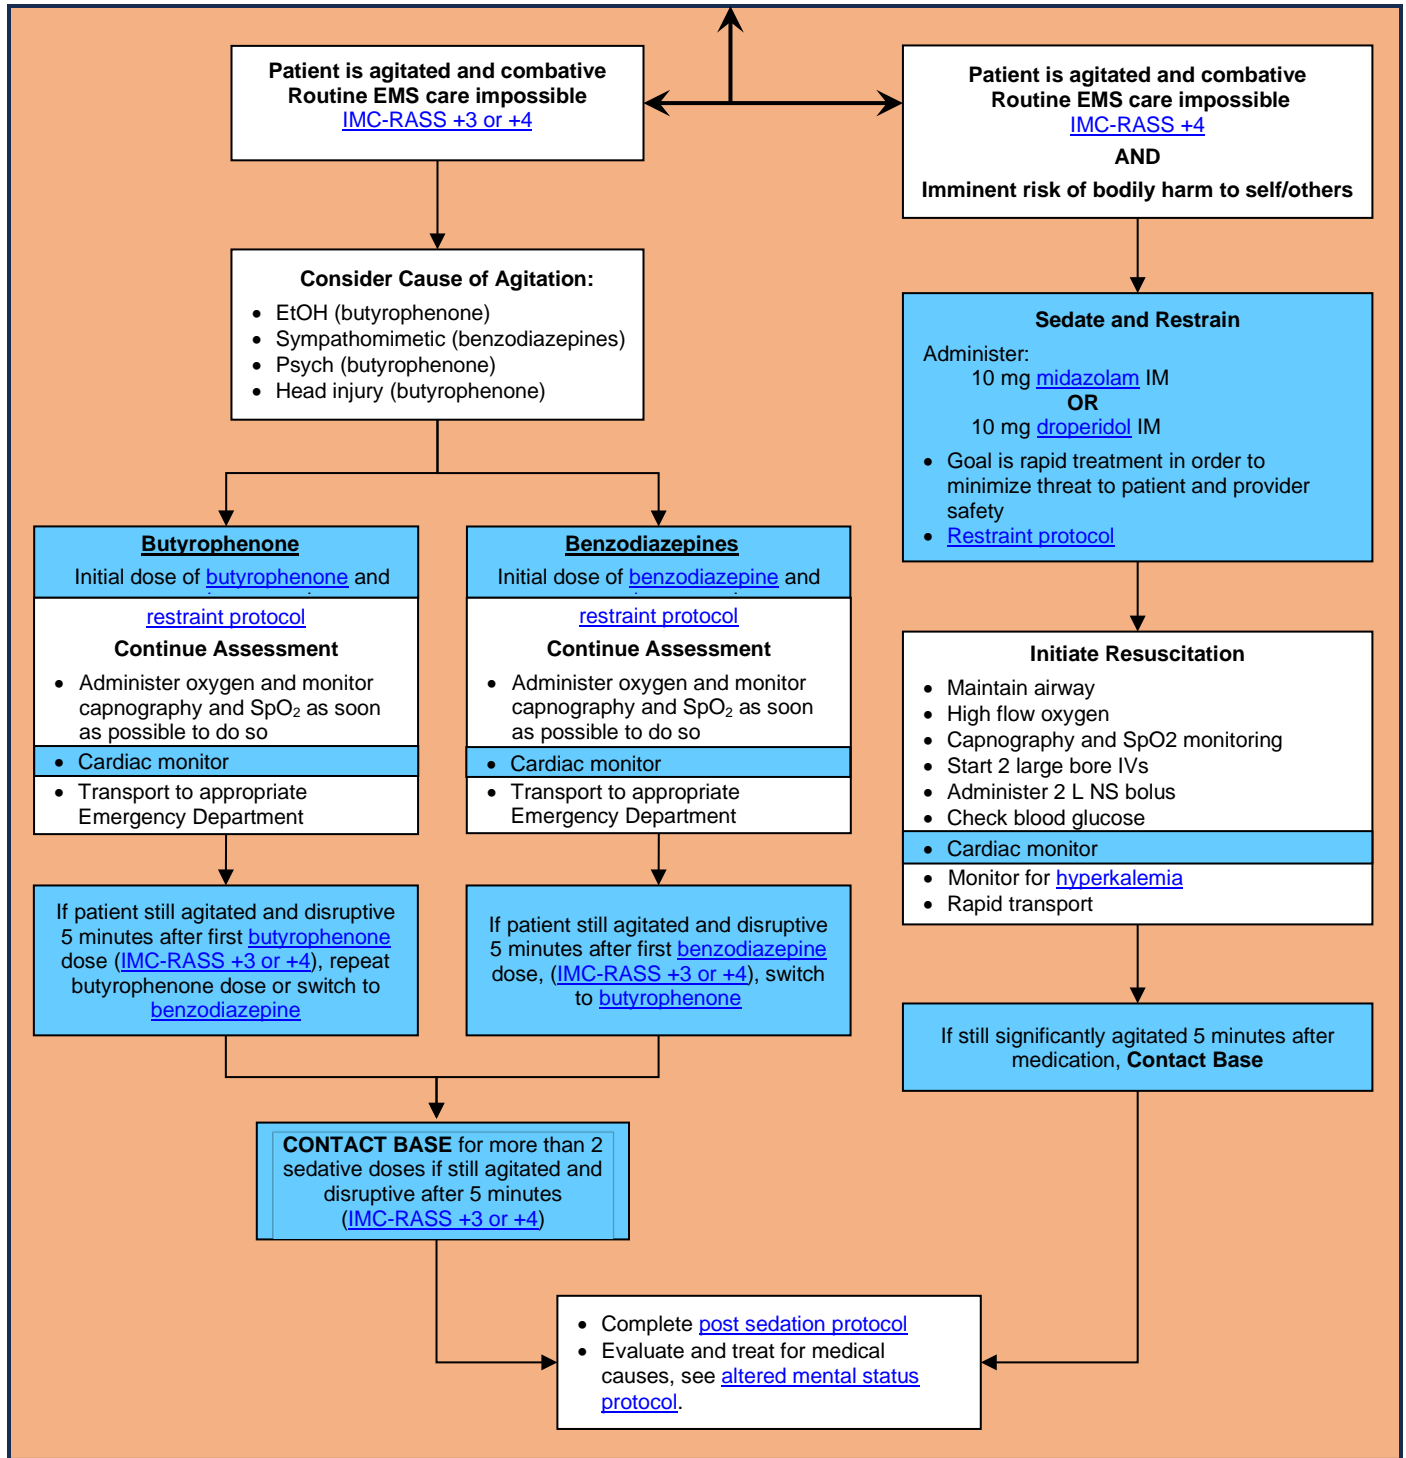 Patient is agitated and combative
Routine EMS care impossible
IMC-RASS +3 or +4
Patient is agitated and combative
Routine EMS care impossible
IMC-RASS +4
AND
Imminent risk of bodily harm to self/others
Consider Cause of Agitation:
• EtOH (butyrophenone)
• Sympathomimetic (benzodiazepines)
• Psych (butyrophenone)
• Head injury (butyrophenone)
Sedate and Restrain
Administer:
10 mg midazolam IM
OR
10 mg droperidol IM
• Goal is rapid treatment in order to
minimize threat to patient and provider
safety
• Restraint protocol
Butyrophenone
Initial dose of butyrophenone and
restraint protocol
Continue Assessment
• Administer oxygen and monitor
capnography and SpO₂ as soon
as possible to do so
• Cardiac monitor
• Transport to appropriate
Emergency Department
Benzodiazepines
Initial dose of benzodiazepine and
restraint protocol
Continue Assessment
• Administer oxygen and monitor
capnography and SpO₂ as soon
as possible to do so
• Cardiac monitor
• Transport to appropriate
Emergency Department
Initiate Resuscitation
• Maintain airway
• High flow oxygen
• Capnography and SpO2 monitoring
• Start 2 large bore IVs
• Administer 2 L NS bolus
• Check blood glucose
• Cardiac monitor
• Monitor for hyperkalemia
• Rapid transport
If patient still agitated and disruptive
5 minutes after first butyrophenone
dose (IMC-RASS +3 or +4), repeat
butyrophenone dose or switch to
benzodiazepine
If patient still agitated and disruptive
5 minutes after first benzodiazepine
dose, (IMC-RASS +3 or +4), switch
to butyrophenone
If still significantly agitated 5 minutes after
medication, Contact Base
CONTACT BASE for more than 2
sedative doses if still agitated and
disruptive after 5 minutes
(IMC-RASS +3 or +4)
• Complete post sedation protocol
• Evaluate and treat for medical
causes, see altered mental status
protocol.